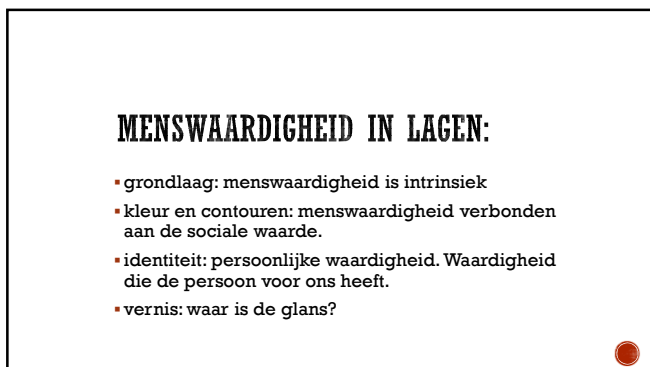 MENSWAARDIGHEID IN LAGEN:
▪ grondlaag: menswaardigheid is intrinsiek
▪ kleur en contouren: menswaardigheid verbonden
aan de sociale waarde.
▪ identiteit: persoonlijke waardigheid. Waardigheid
die de persoon voor ons heeft.
▪ vernis: waar is de glans?